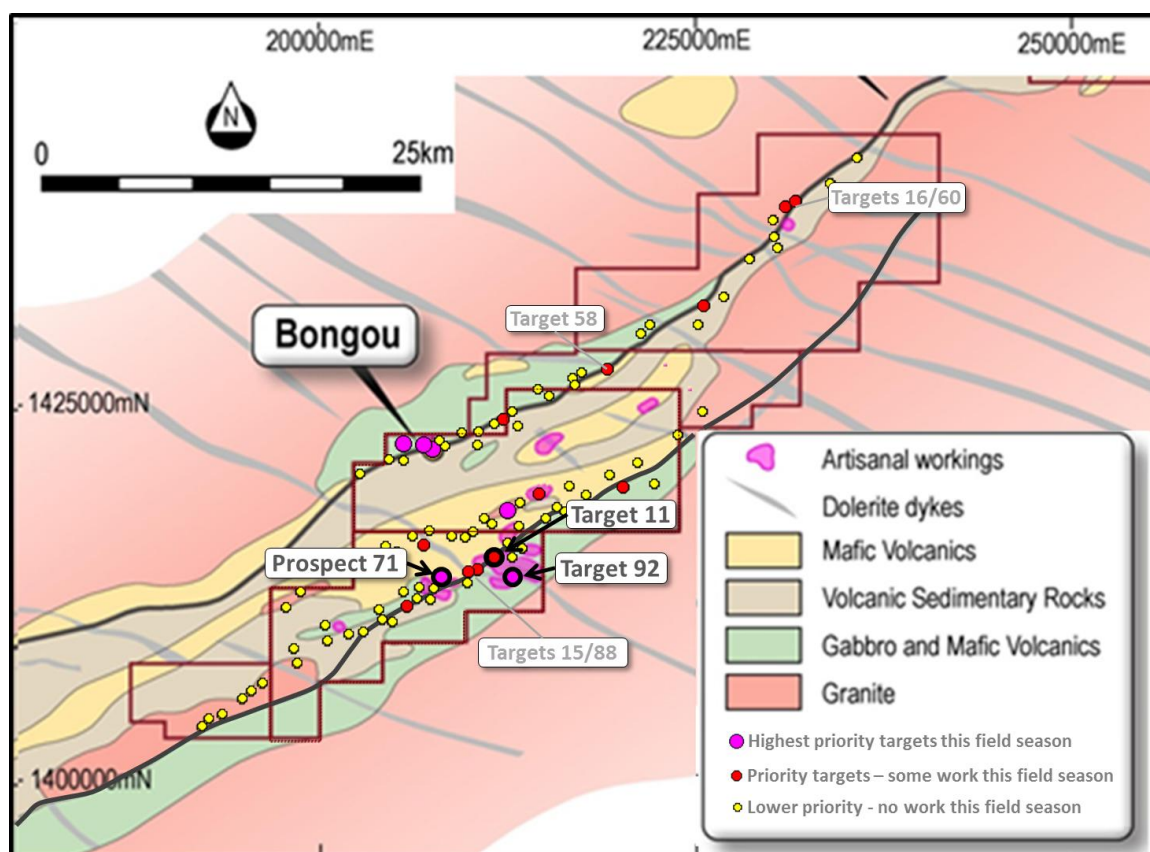 200000mE
225000mE
250000mE
N
0
25km
Targets 16/60
Target 58
Bongou
1425000mN
Target 11
Prospect 71
Target 92
Targets 15/88
1400000mN
Artisanal workings
Dolerite dykes
Mafic Volcanics
Volcanic Sedimentary Rocks
Gabbro and Mafic Volcanics
Granite
Highest priority targets this field season
Priority targets – some work this field season
Lower priority - no work this field season